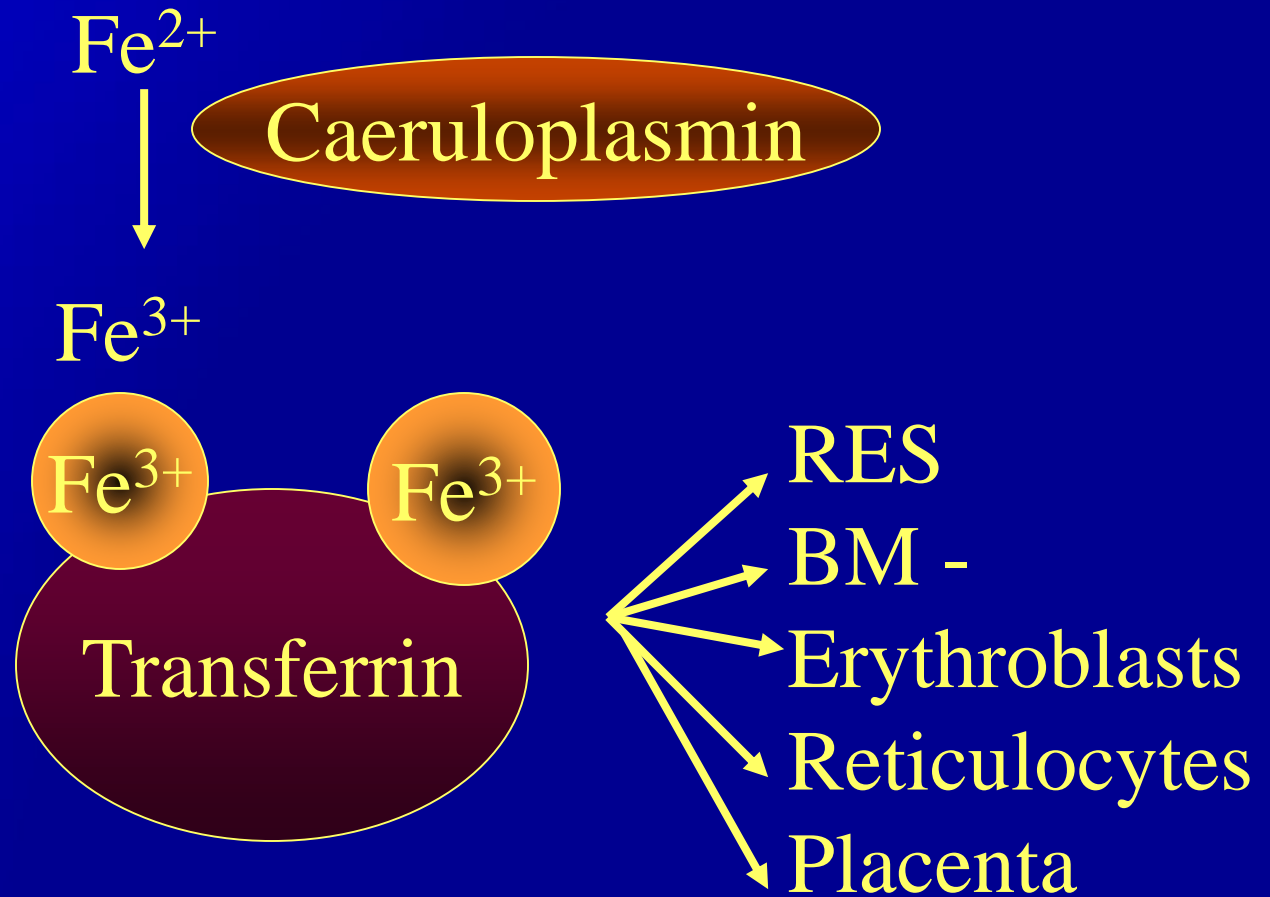 Fe²⁺
Caeruloplasmin
Fe³⁺
Fe³⁺
Fe³⁺
Transferrin
RES
BM -
Erythroblasts
Reticulocytes
Placenta